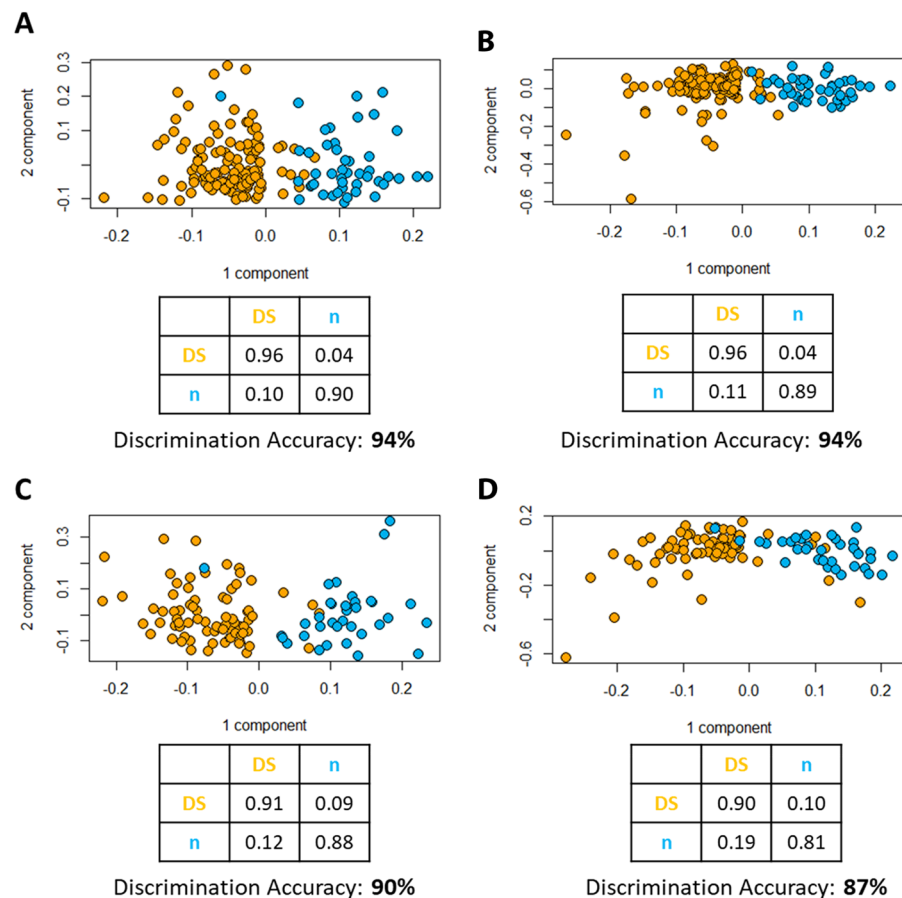 A
0.3
0.2
0.1
-0.1
2 component
-0.2 -0.1 0.0 0.1 0.2
1 component
DS n
DS 0.96 0.04
n 0.10 0.90
Discrimination Accuracy: 94%
B
0.0
-0.2
-0.4
-0.6
2 component
-0.2 -0.1 0.0 0.1 0.2
1 component
DS n
DS 0.96 0.04
n 0.11 0.89
Discrimination Accuracy: 94%
C
0.3
0.1
-0.1
2 component
-0.2 -0.1 0.0 0.1 0.2
1 component
DS n
DS 0.91 0.09
n 0.12 0.88
Discrimination Accuracy: 90%
D
0.2
-0.2
-0.6
2 component
-0.2 -0.1 0.0 0.1 0.2
1 component
DS n
DS 0.90 0.10
n 0.19 0.81
Discrimination Accuracy: 87%